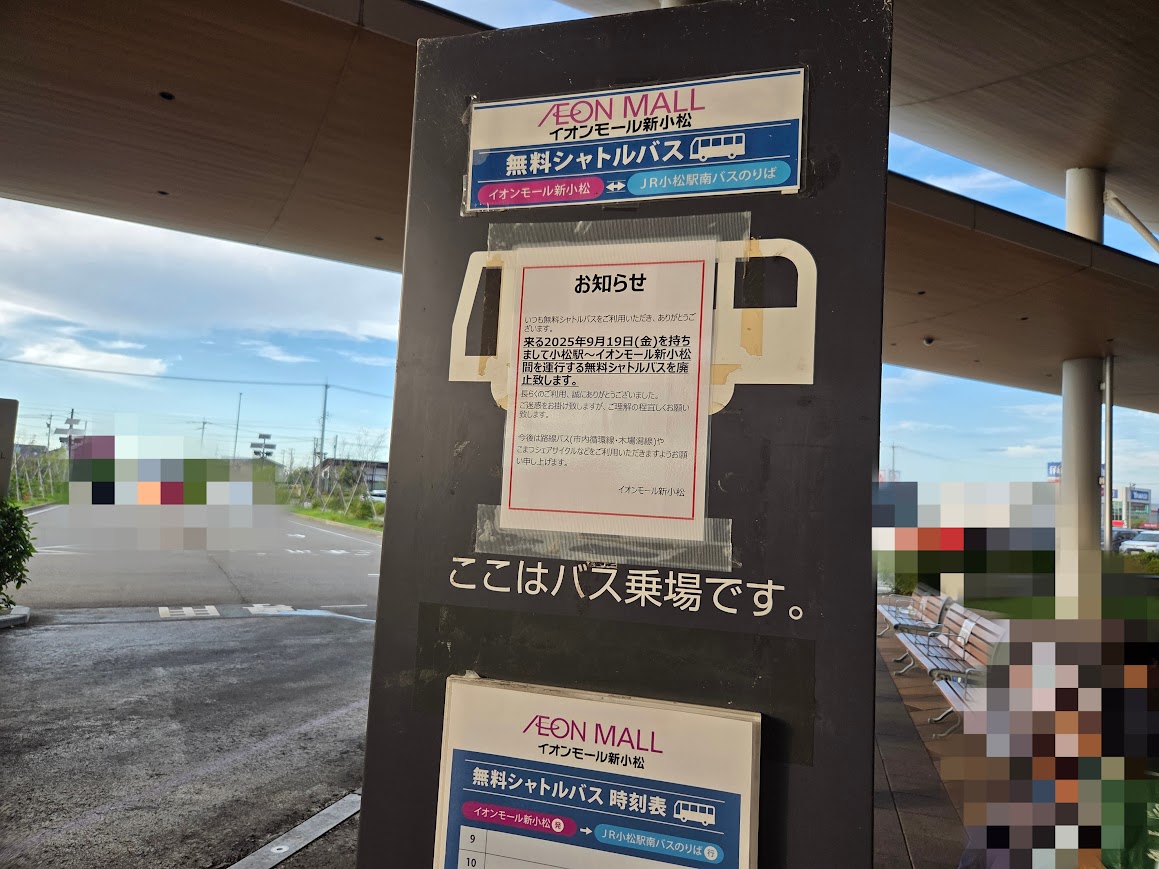 ÆON MALL
イオンモール新小松
無料シャトルバス
イオンモール新小松 ⇔ JR小松駅南バスのりば
お知らせ
いつも無料シャトルバスをご利用いただき、ありがとうご
ざいます。
来る2025年9月19日(金)を持ち
まして小松駅～イオンモール新小松
間を運行する無料シャトルバスを廃
止致します。
長らくのご利用、誠にありがとうございました。
ご迷惑をお掛け致しますが、ご理解の程宜しくお願い
致します。
今後は路線バス(市内循環線・木場潟線)や
こまつシェアサイクルなどをご利用いただきますようお願
い申し上げます。
イオンモール新小松
ここはバス乗場です。
ÆON MALL
イオンモール新小松
無料シャトルバス 時刻表
イオンモール新小松 発 → JR小松駅南バスのりば 行
9
10